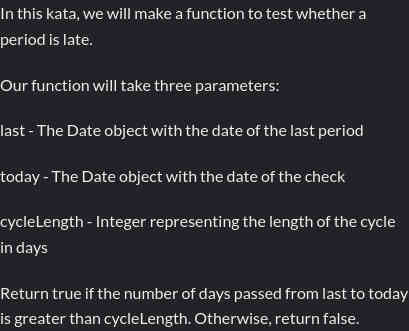 In this kata, we will make a function to test whether a
period is late.
Our function will take three parameters:
last - The Date object with the date of the last period
today - The Date object with the date of the check
cycleLength - Integer representing the length of the cycle
in days
Return true if the number of days passed from last to today
is greater than cycleLength. Otherwise, return false.